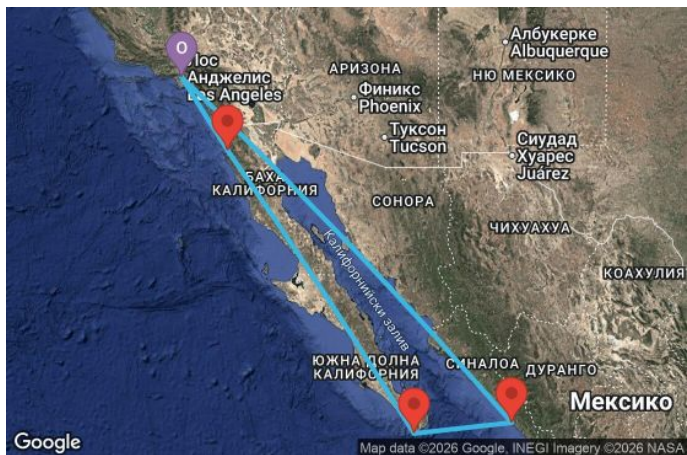 О
Лос
Анджелис
Los Angeles
Албукерке
Albuquerque
АРИЗОНА
НЮ МЕКСИКО
Финикс
Phoenix
Туксон
Tucson
Сиудад
Хуарес
Juárez
БАХА
КАЛИФОРНИЯ
СОНОРА
ЧИХУАХУА
КОАХУИЛА
Калифорнийски залив
ЮЖНА ДОЛНА
КАЛИФОРНИЯ
СИНАЛОА
ДУРАНГО
Мексико
Google
Map data ©2026 Google, INEGI Imagery ©2026 NASA